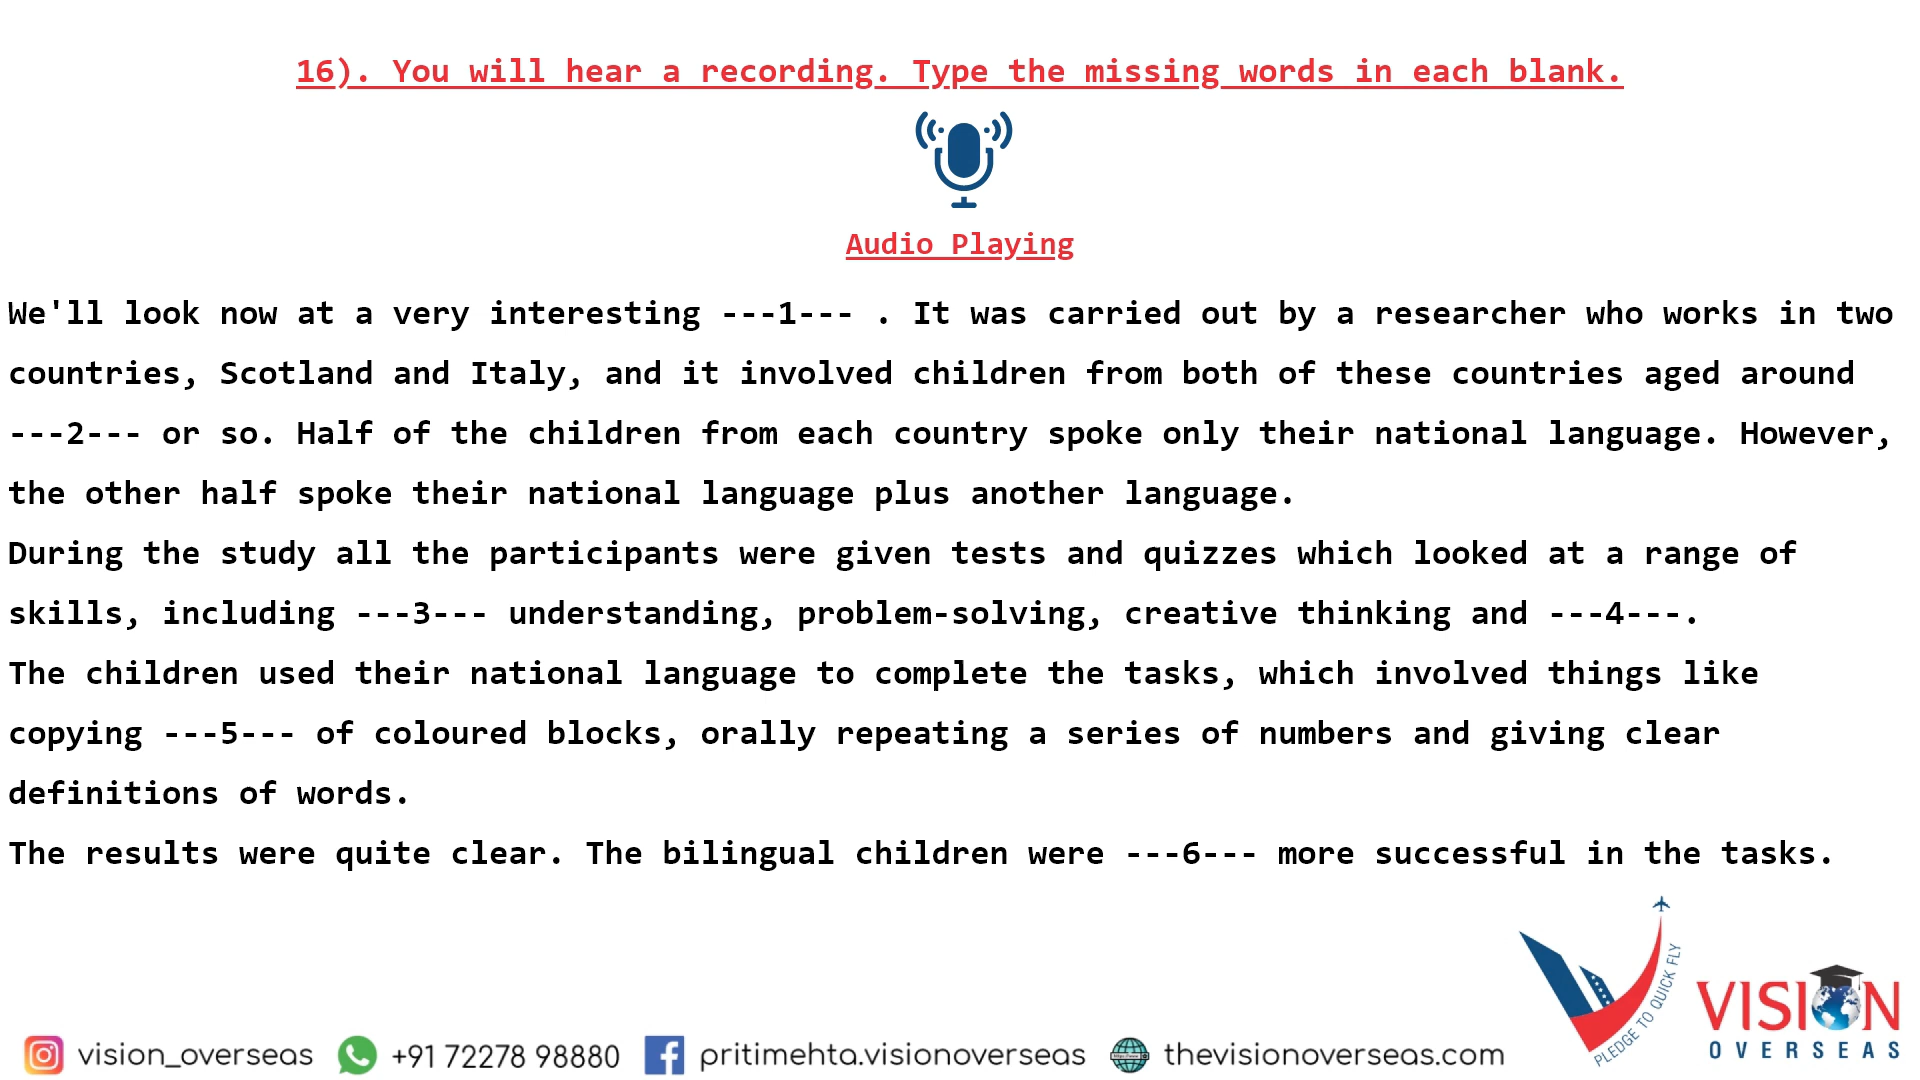 16). You will hear a recording. Type the missing words in each blank.
Audio Playing
We'll look now at a very interesting ---1--- . It was carried out by a researcher who works in two
countries, Scotland and Italy, and it involved children from both of these countries aged around
---2--- or so. Half of the children from each country spoke only their national language. However,
the other half spoke their national language plus another language.
During the study all the participants were given tests and quizzes which looked at a range of
skills, including ---3--- understanding, problem-solving, creative thinking and ---4---.
The children used their national language to complete the tasks, which involved things like
copying ---5--- of coloured blocks, orally repeating a series of numbers and giving clear
definitions of words.
The results were quite clear. The bilingual children were ---6--- more successful in the tasks.
PLEDGE TO QUICK FLY
VISION
OVERSEAS
vision_overseas +91 72278 98880 pritimehta.visionoverseas thevisionoverseas.com